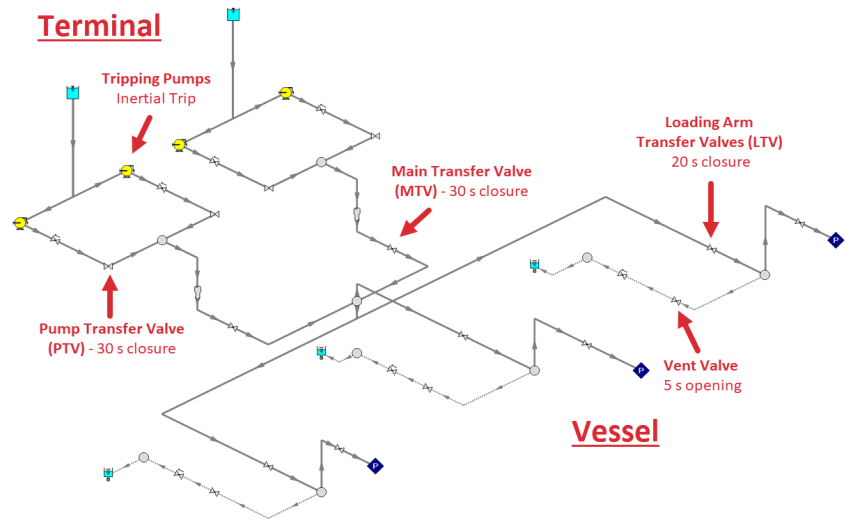 Terminal
Tripping Pumps
Inertial Trip
Loading Arm
Transfer Valves (LTV)
20 s closure
Main Transfer Valve
(MTV) - 30 s closure
P
Pump Transfer Valve
(PTV) - 30 s closure
Vent Valve
5 s opening
P
Vessel
P